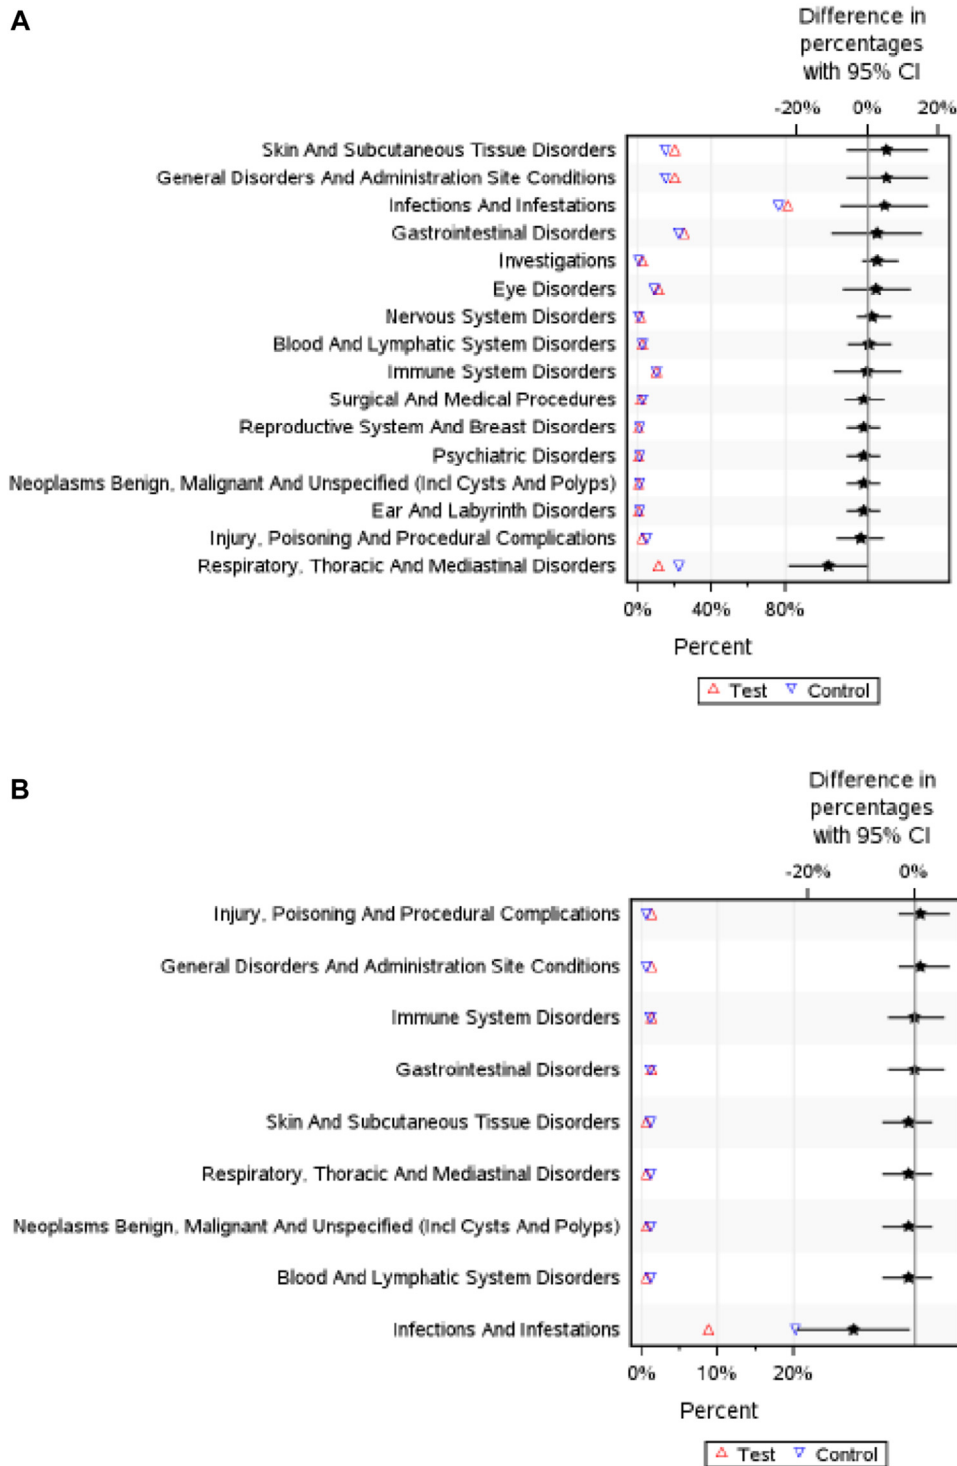 A
Difference in
percentages
with 95% CI
-20% 0% 20%
Skin And Subcutaneous Tissue Disorders
General Disorders And Administration Site Conditions
Infections And Infestations
Gastrointestinal Disorders
Investigations
Eye Disorders
Nervous System Disorders
Blood And Lymphatic System Disorders
Immune System Disorders
Surgical And Medical Procedures
Reproductive System And Breast Disorders
Psychiatric Disorders
Neoplasms Benign, Malignant And Unspecified (Incl Cysts And Polyps)
Ear And Labyrinth Disorders
Injury, Poisoning And Procedural Complications
Respiratory, Thoracic And Mediastinal Disorders
0% 40% 80%
Percent
Test Control
B
Difference in
percentages
with 95% CI
-20% 0%
Injury, Poisoning And Procedural Complications
General Disorders And Administration Site Conditions
Immune System Disorders
Gastrointestinal Disorders
Skin And Subcutaneous Tissue Disorders
Respiratory, Thoracic And Mediastinal Disorders
Neoplasms Benign, Malignant And Unspecified (Incl Cysts And Polyps)
Blood And Lymphatic System Disorders
Infections And Infestations
0% 10% 20%
Percent
Test Control